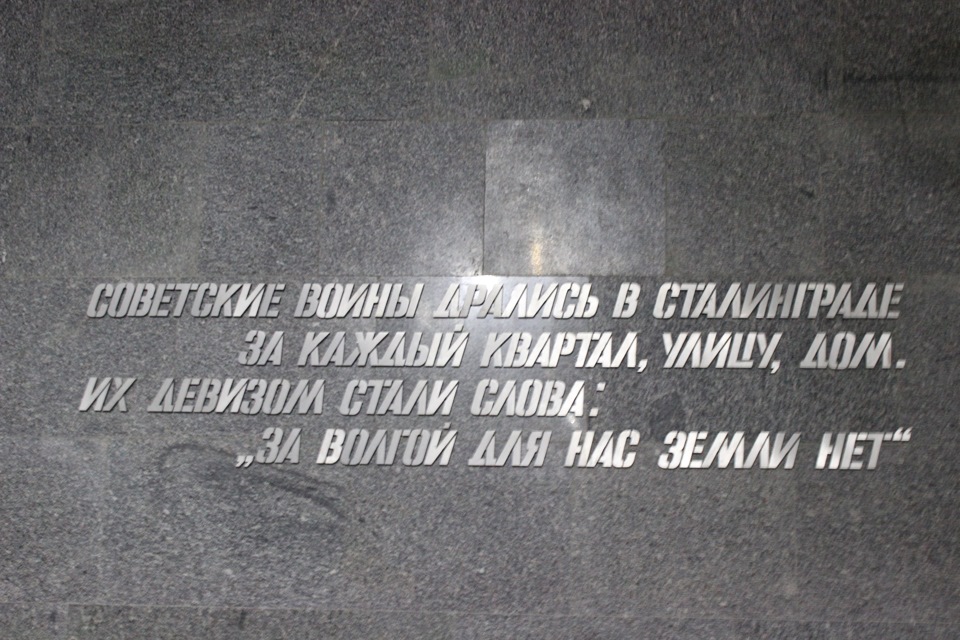 СОВЕТСКИЕ ВОИНЫ ДРАЛИСЬ В СТАЛИНГРАДЕ
ЗА КАЖДЫЙ КВАРТАЛ, УЛИЦУ, ДОМ.
ИХ ДЕВИЗОМ СТАЛИ СЛОВА:
„ЗА ВОЛГОЙ ДЛЯ НАС ЗЕМЛИ НЕТ“